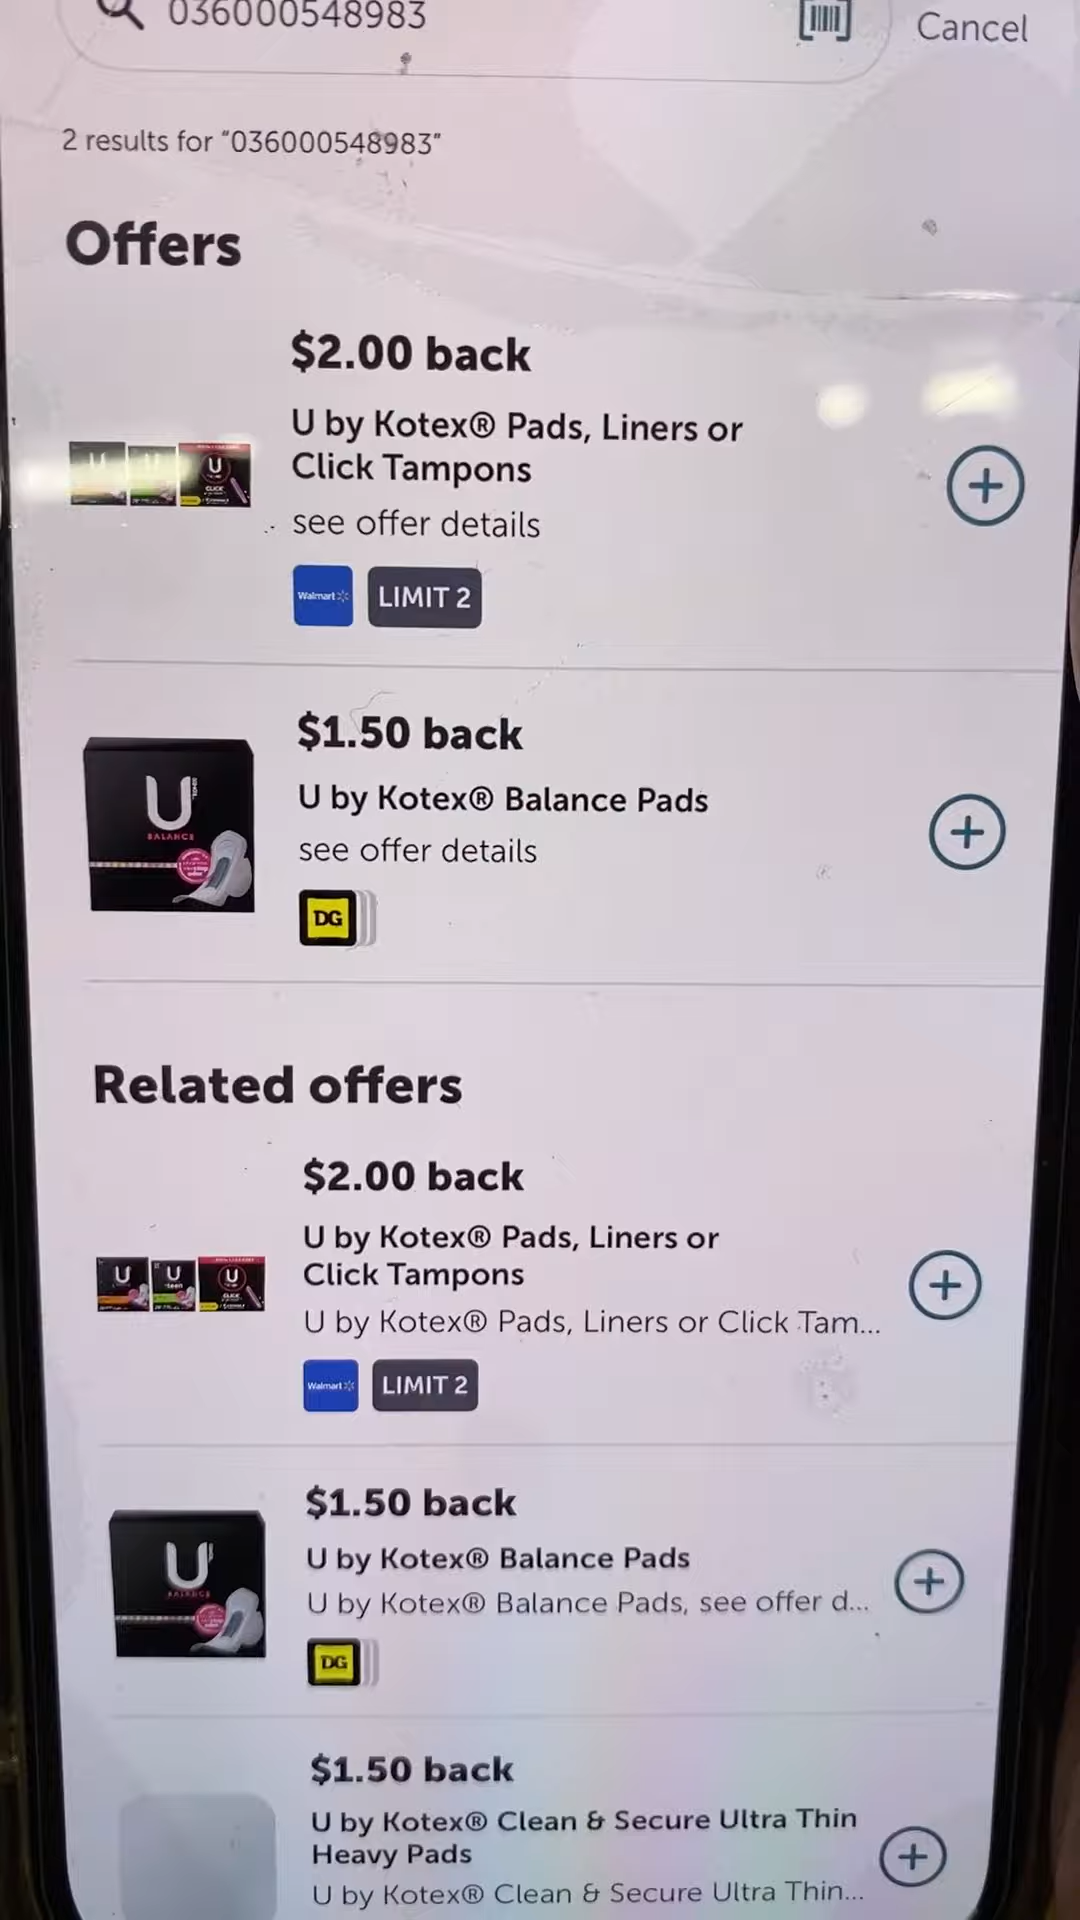 036000548983
Cancel
2 results for “036000548983”
Offers
$2.00 back
U by Kotex® Pads, Liners or
Click Tampons
see offer details
Walmart
LIMIT 2
$1.50 back
U by Kotex® Balance Pads
see offer details
U
BALANCE
DG
Related offers
$2.00 back
U by Kotex® Pads, Liners or
Click Tampons
U by Kotex® Pads, Liners or Click Tam...
Walmart
LIMIT 2
$1.50 back
U by Kotex® Balance Pads
U by Kotex® Balance Pads, see offer d...
U
BALANCE
DG
$1.50 back
U by Kotex® Clean & Secure Ultra Thin
Heavy Pads
U by Kotex® Clean & Secure Ultra Thin...